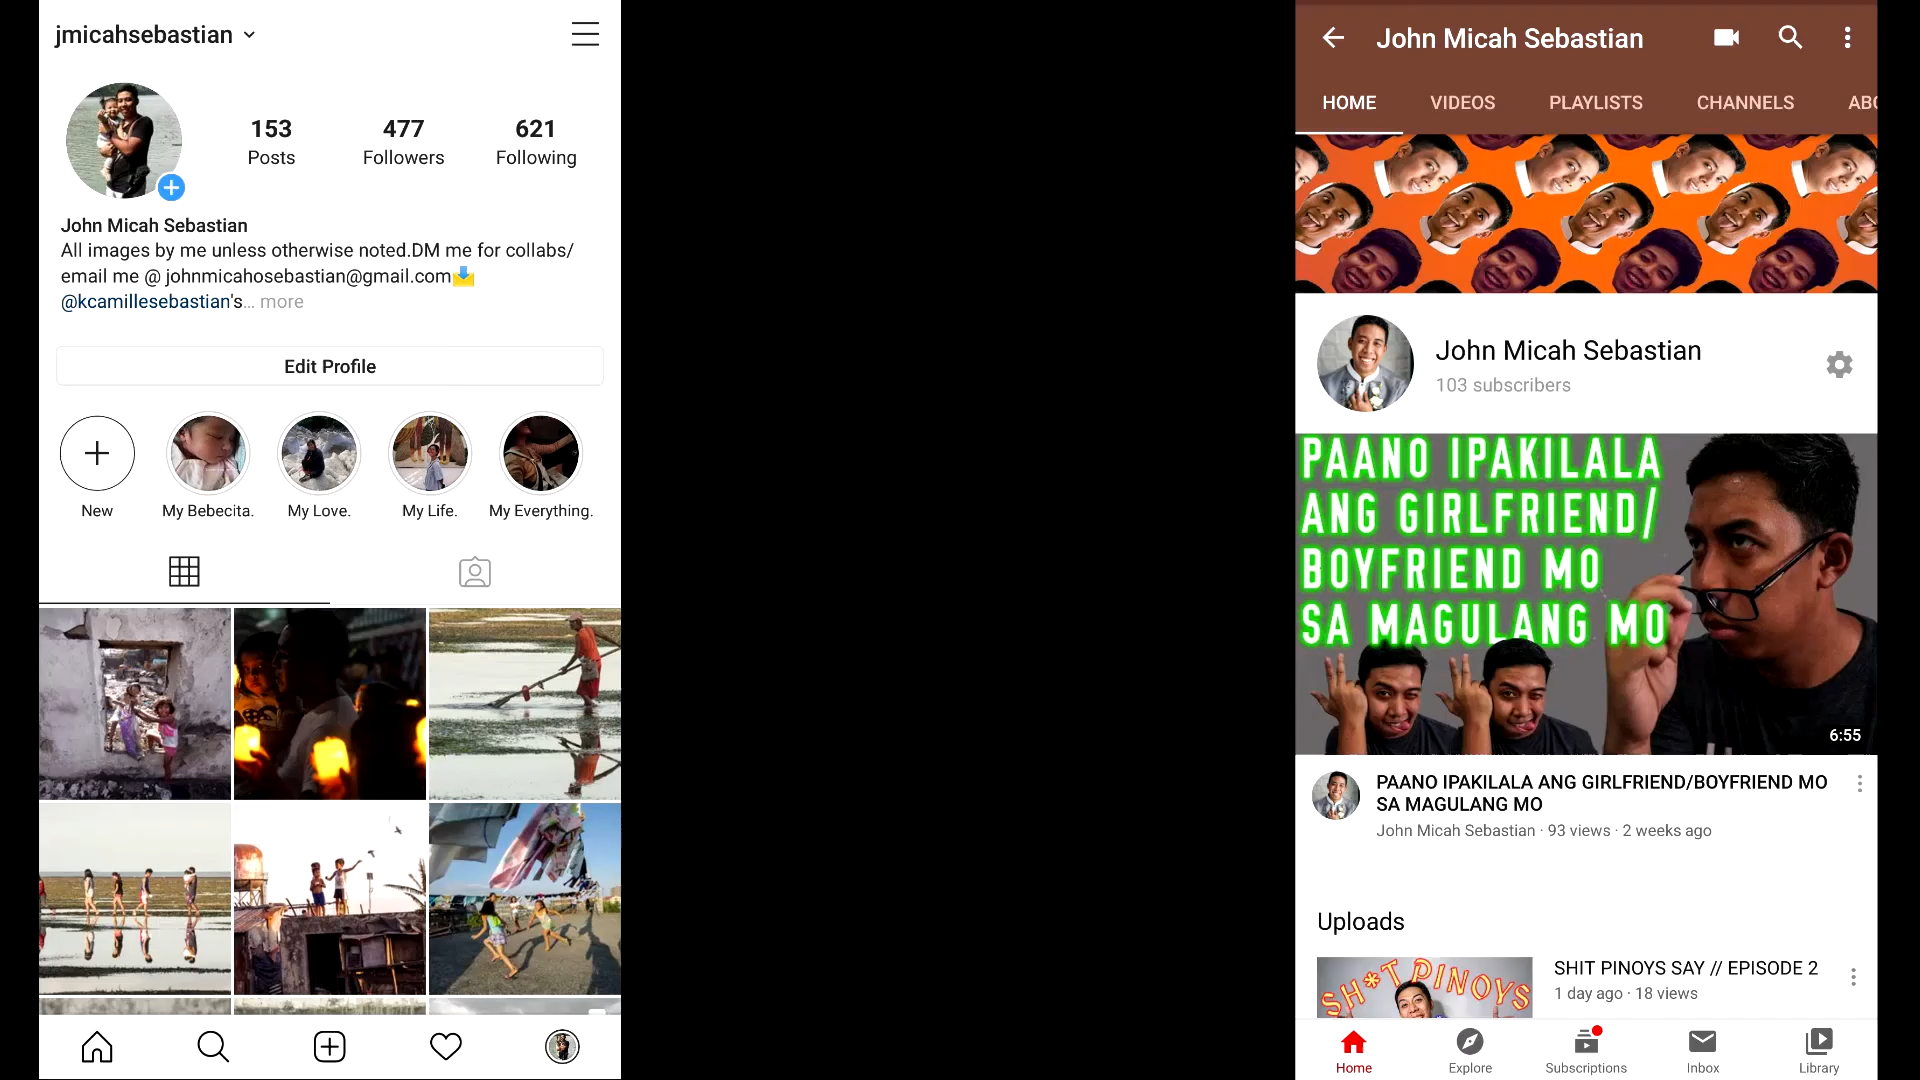 jmicahsebastian
153
Posts
477
Followers
621
Following
John Micah Sebastian
All images by me unless otherwise noted.DM me for collabs/
email me @ johnmicahosebastian@gmail.com📩
@kcamillesebastian's... more
Edit Profile
New
My Bebecita.
My Love.
My Life.
My Everything.
John Micah Sebastian
HOME VIDEOS PLAYLISTS CHANNELS ABO
John Micah Sebastian
103 subscribers
PAANO IPAKILALA
ANG GIRLFRIEND/
BOYFRIEND MO
SA MAGULANG MO
6:55
PAANO IPAKILALA ANG GIRLFRIEND/BOYFRIEND MO
SA MAGULANG MO
John Micah Sebastian · 93 views · 2 weeks ago
Uploads
SH*T PINOYS
SHIT PINOYS SAY // EPISODE 2
1 day ago · 18 views
Home Explore Subscriptions Inbox Library